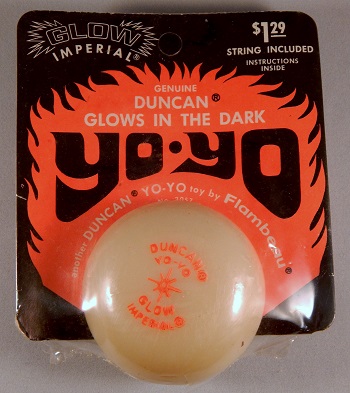 GLOW
IMPERIAL®
$1.29
STRING INCLUDED
INSTRUCTIONS
INSIDE
GENUINE
DUNCAN®
GLOWS IN THE DARK
YO-YO
another DUNCAN® YO-YO toy by Flambeau®
DUNCAN®
YO-YO
GLOW
IMPERIAL®